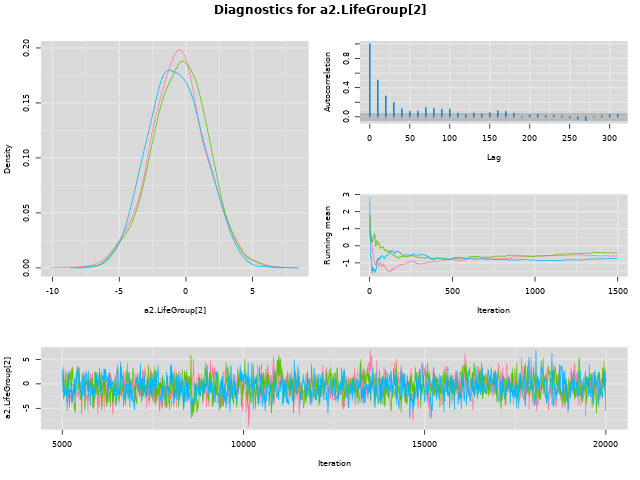 Diagnostics for a2.LifeGroup[2]
Density
0.00 0.05 0.10 0.15 0.20
-10 -5 0 5
a2.LifeGroup[2]
Autocorrelation
0.0 0.4 0.8
0 50 100 150 200 250 300
Lag
Running mean
-1 0 1 2 3
0 500 1000 1500
Iteration
a2.LifeGroup[2]
-5 0 5
5000 10000 15000 20000
Iteration